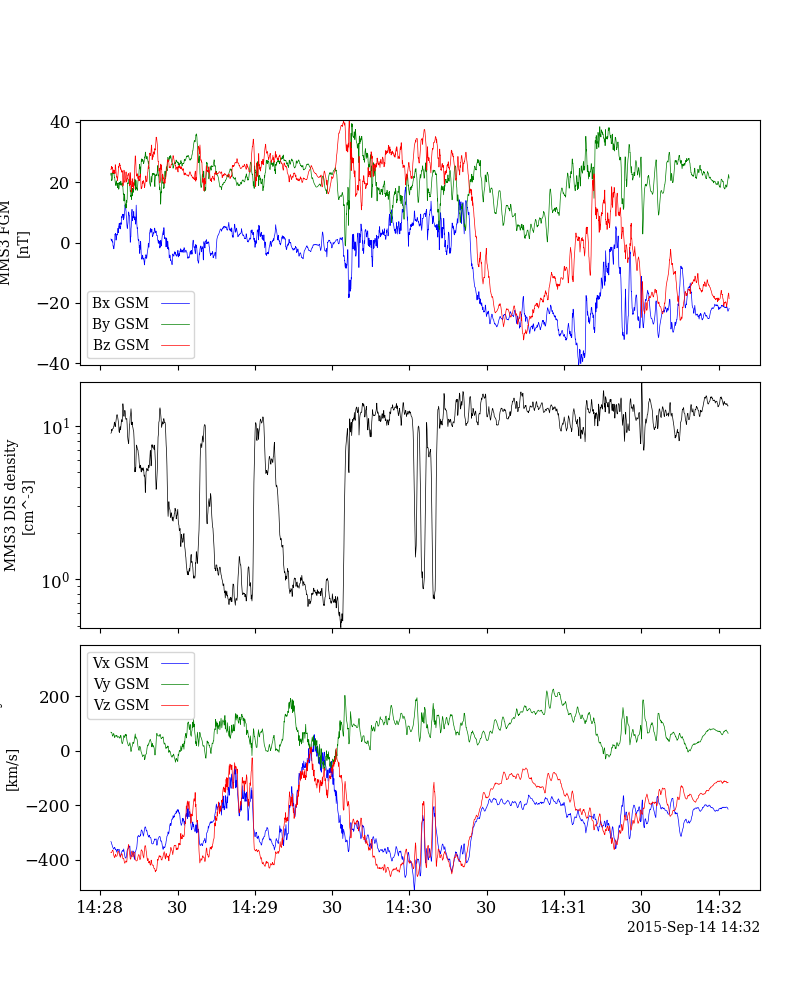 40
20
0
−20
−40
MMS3 FGM
[nT]
Bx GSM
By GSM
Bz GSM
10^1
10^0
MMS3 DIS density
[cm^-3]
200
0
−200
−400
[km/s]
Vx GSM
Vy GSM
Vz GSM
14:28 30 14:29 30 14:30 30 14:31 30 14:32
2015-Sep-14 14:32